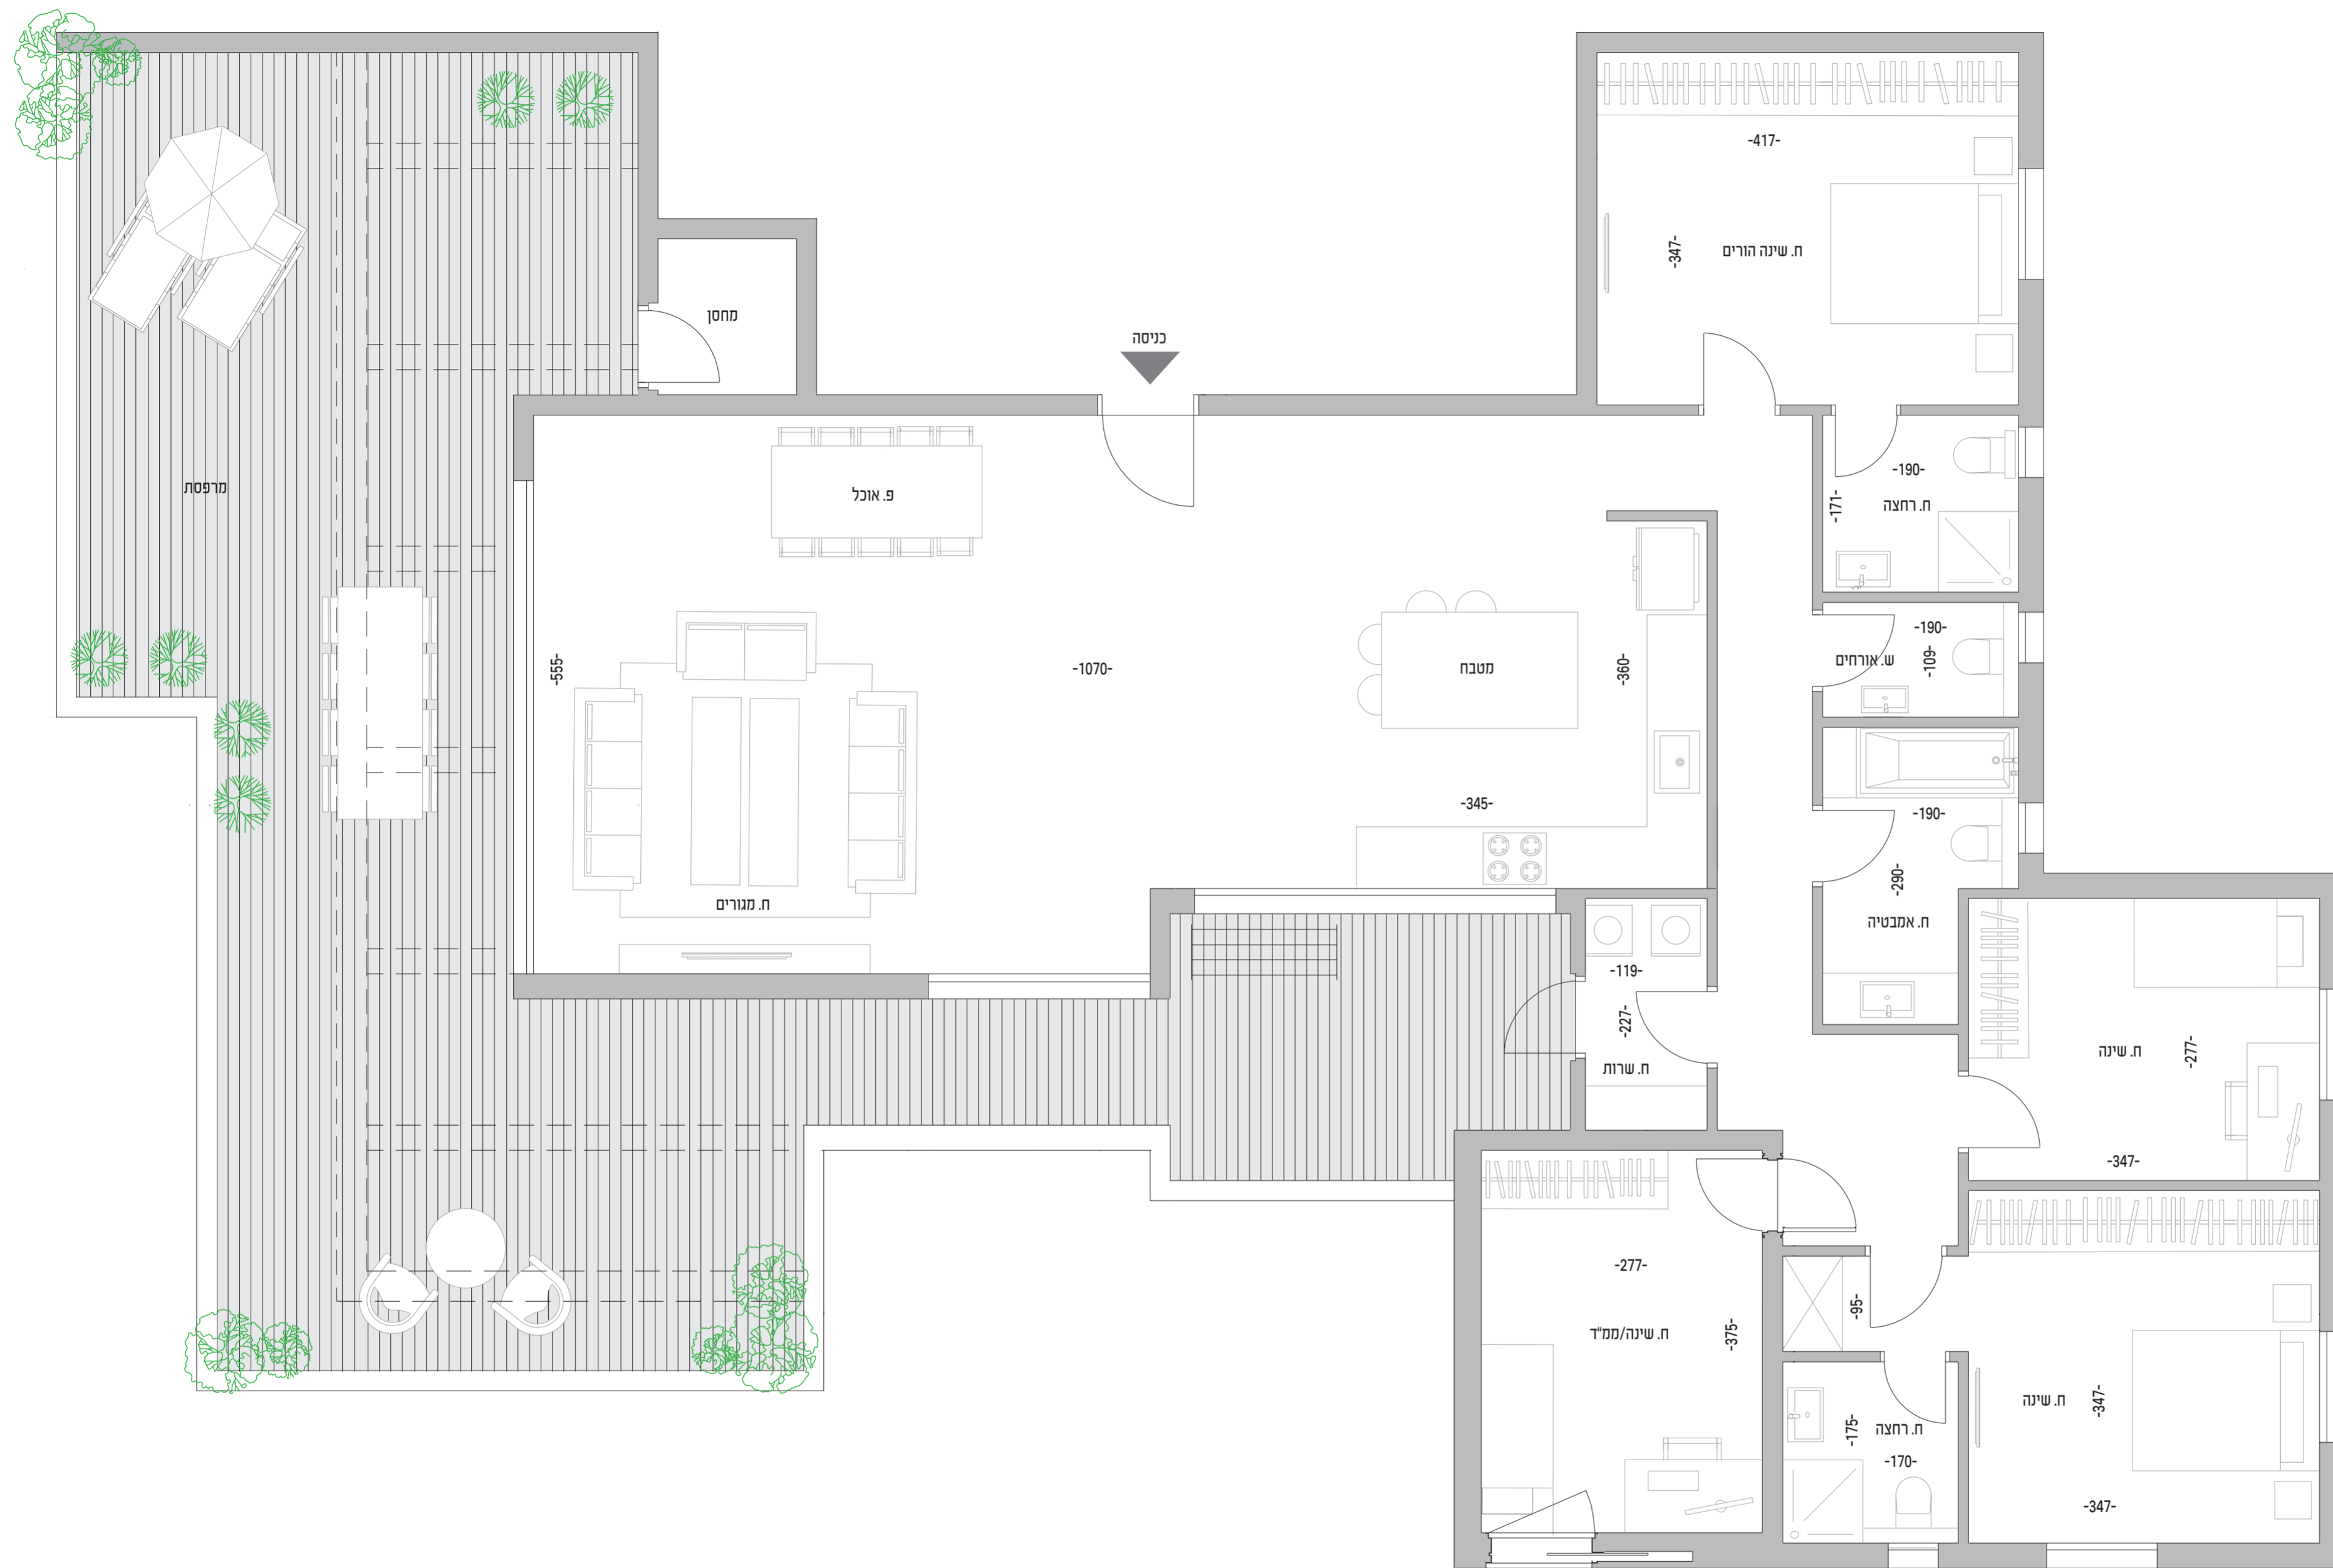 -417-
-347-
ח. שינה הורים
מחסן
כניסה
-190-
-171-
ח. רחצה
מרפסת
פ. אוכל
-190-
-109-
ש. אורחים
-555-
-1070-
מטבח
-360-
-345-
-190-
-290-
ח. אמבטיה
ח. מגורים
-119-
-227-
ח. שרות
ח. שינה
-277-
-347-
-277-
-375-
ח. שינה/ממ"ד
-95-
ח. שינה
-347-
-347-
-175-
ח. רחצה
-170-